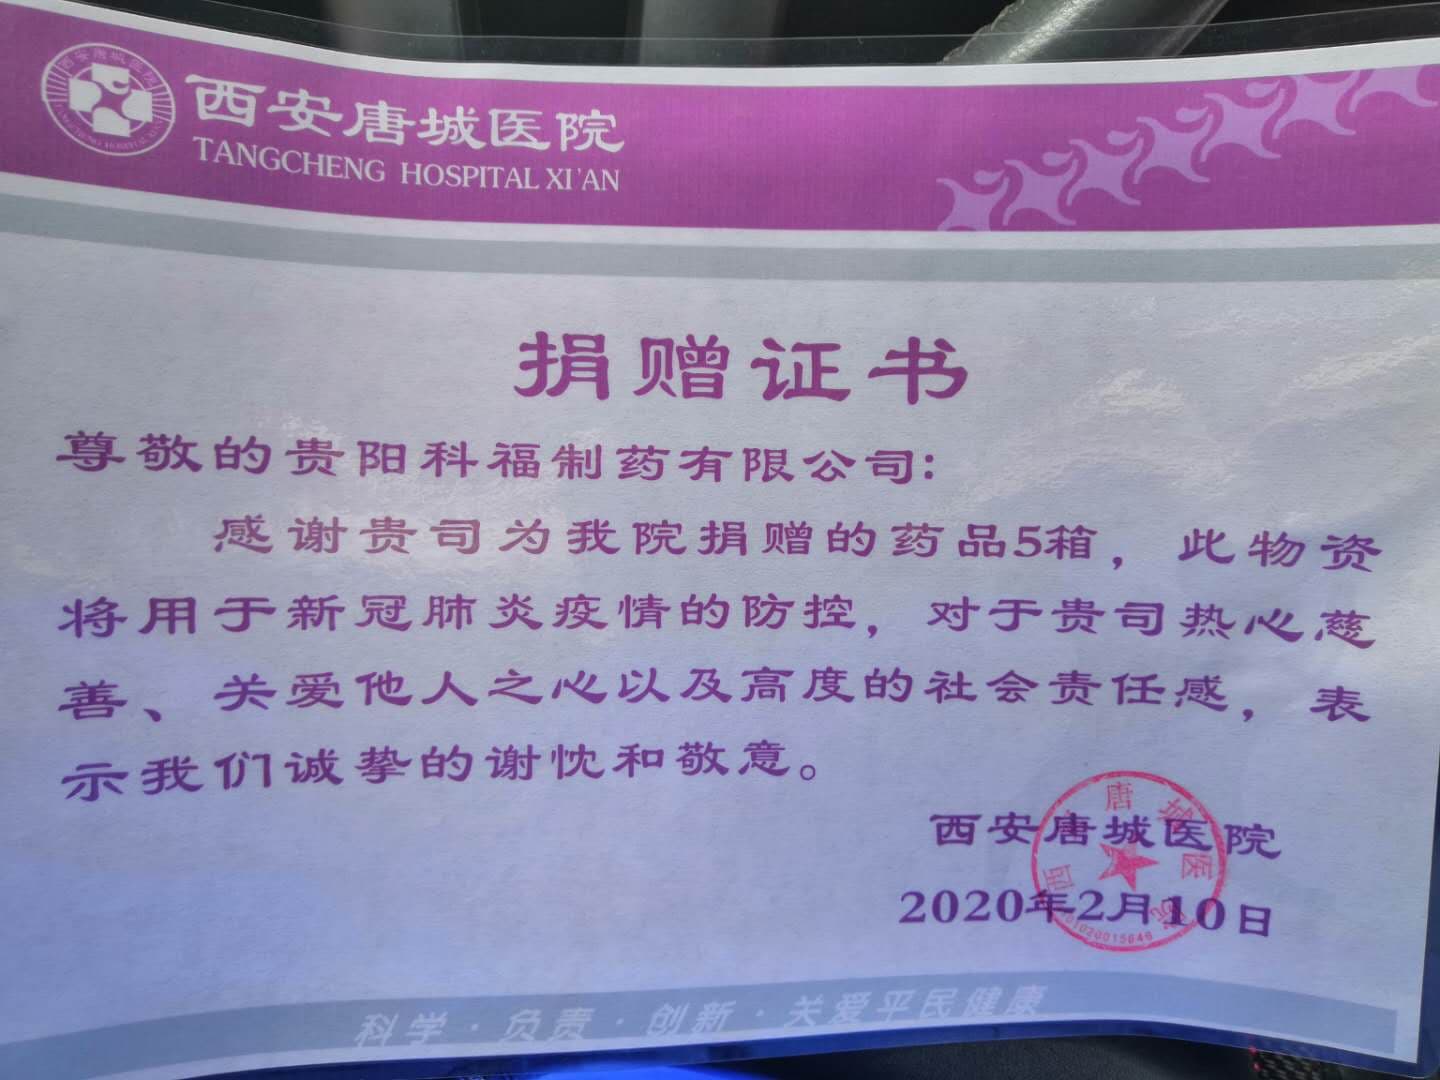 西安唐城医院
TANGCHENG HOSPITAL XI'AN
捐赠证书
尊敬的贵阳科福制药有限公司:
感谢贵司为我院捐赠的药品5箱，此物资
将用于新冠肺炎疫情的防控，对于贵司热心慈
善、关爱他人之心以及高度的社会责任感，表
示我们诚挚的谢忱和敬意。
西安唐城医院
2020年2月10日
科学·负责·创新·关爱平民健康